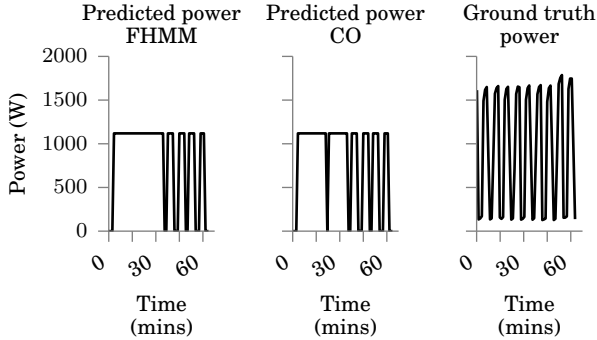 Predicted power
FHMM
Predicted power
CO
Ground truth
power
Power (W)
2000
1500
1000
500
0
0
30
60
0
30
60
0
30
60
Time
(mins)
Time
(mins)
Time
(mins)